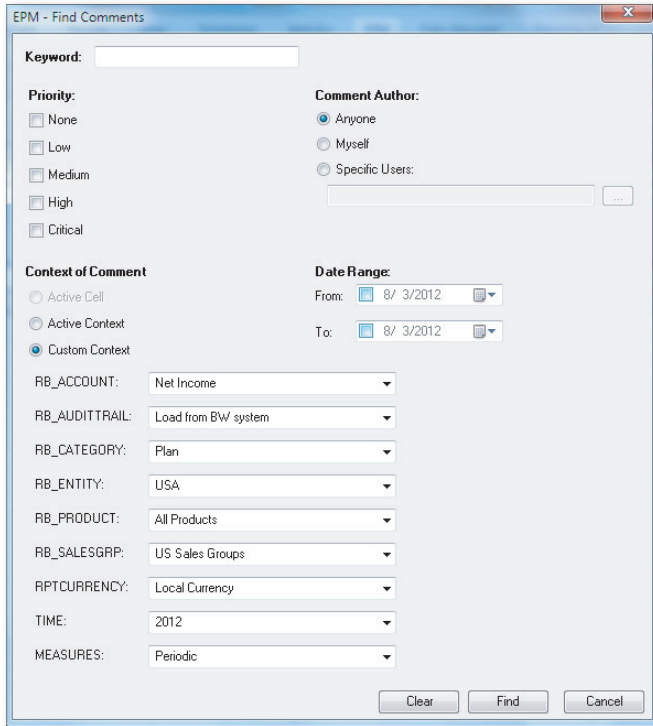 EPM - Find Comments
Keyword:
Priority:
None
Low
Medium
High
Critical
Comment Author:
Anyone
Myself
Specific Users:
...
Context of Comment
Active Cell
Active Context
Custom Context
Date Range:
From: 8/ 3/2012
To: 8/ 3/2012
RB_ACCOUNT: Net Income
RB_AUDITTRAIL: Load from BW system
RB_CATEGORY: Plan
RB_ENTITY: USA
RB_PRODUCT: All Products
RB_SALESGRP: US Sales Groups
RPTCURRENCY: Local Currency
TIME: 2012
MEASURES: Periodic
Clear Find Cancel